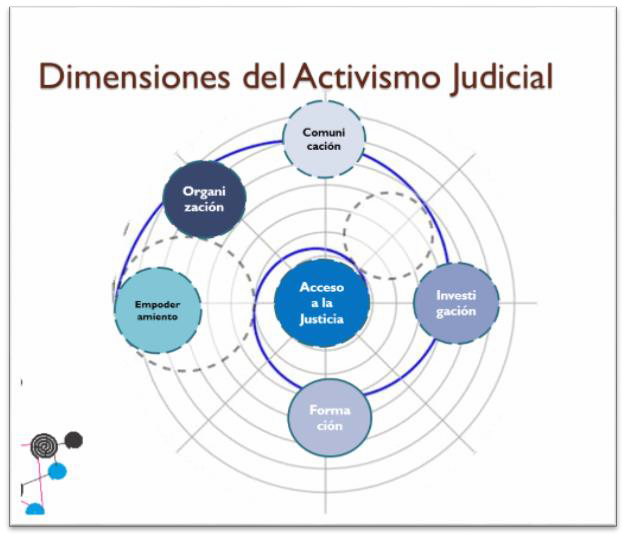 Dimensiones del Activismo Judicial
Comuni
cación
Organi
zación
Acceso
a la
Justicia
Investi
gación
Empoder
amiento
Forma
ción